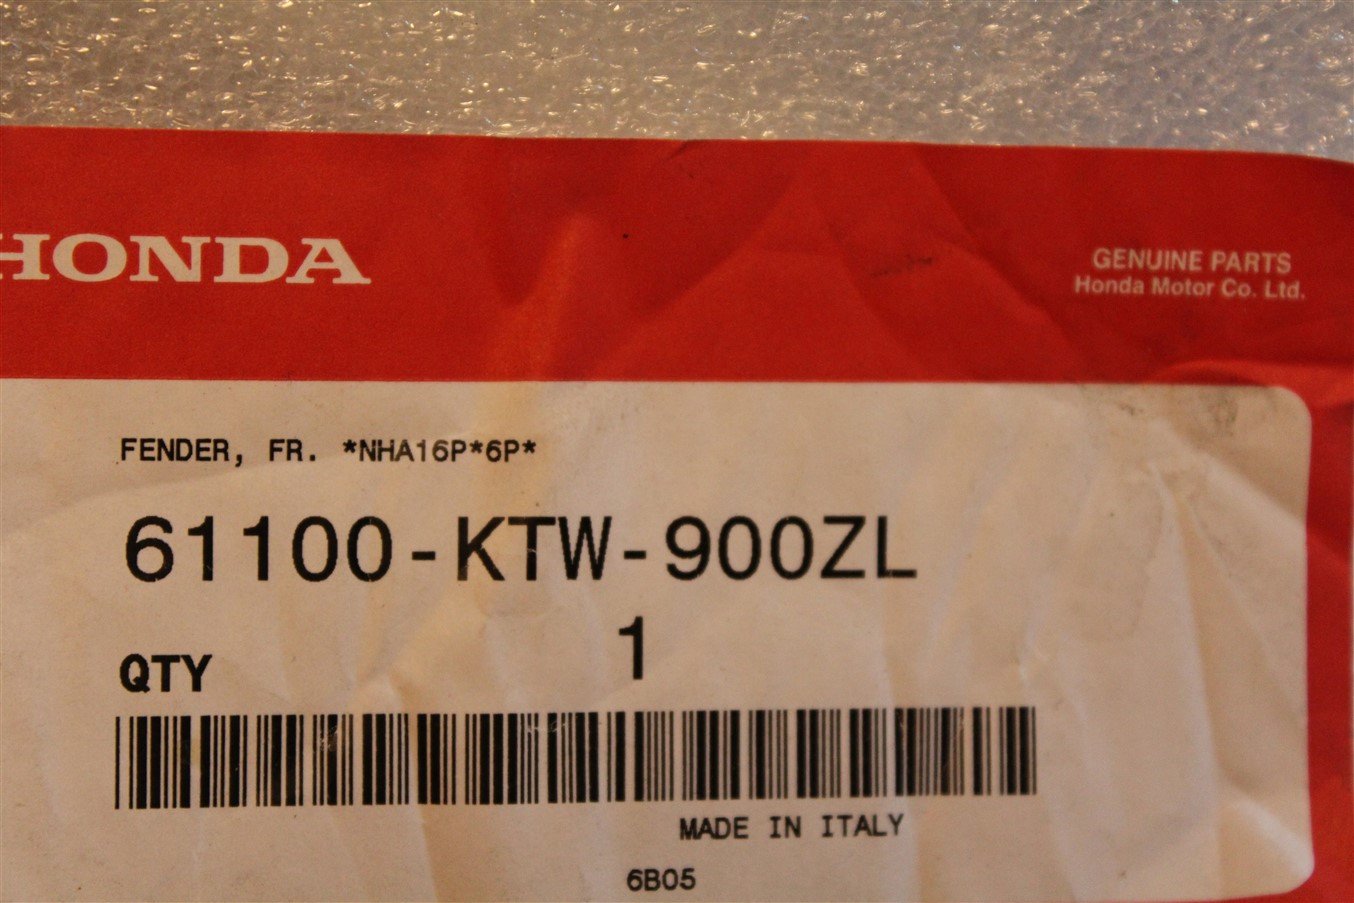 HONDA
GENUINE PARTS
Honda Motor Co. Ltd.
FENDER, FR. *NHA16P*6P*
61100-KTW-900ZL
QTY 1
MADE IN ITALY
6B05